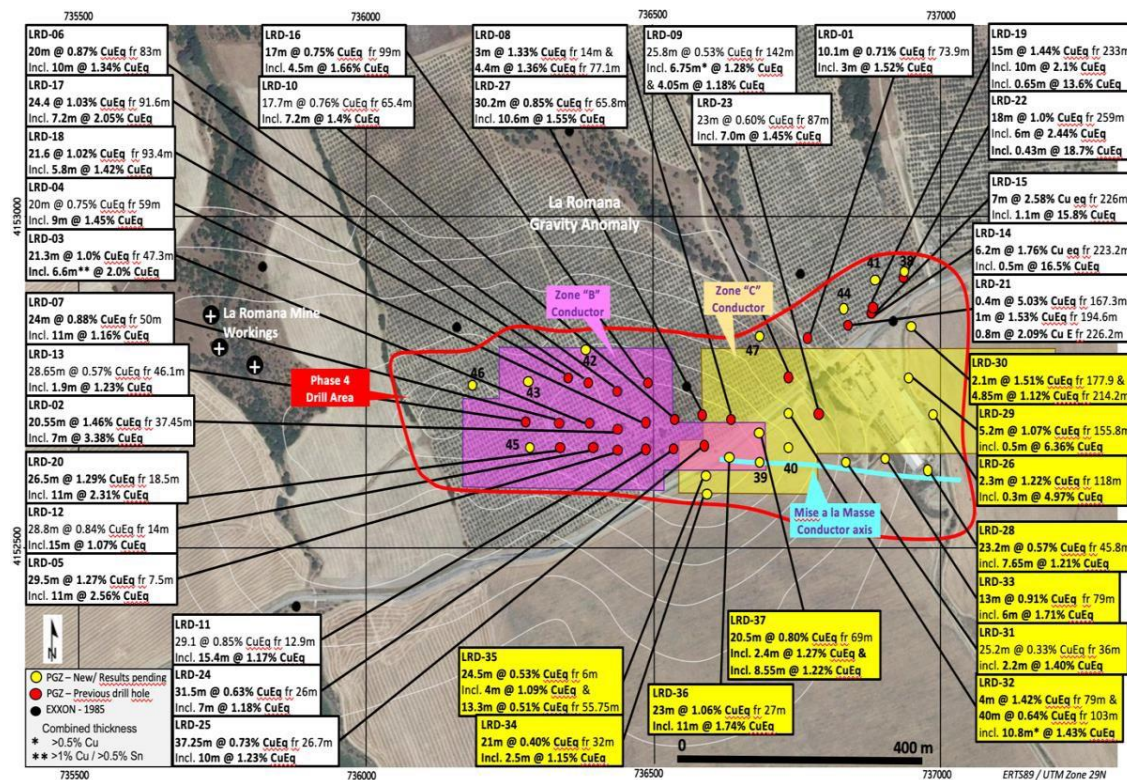 735500
736000
736500
737000
LRD-06
20m @ 0.87% CuEq fr 83m
Incl. 10m @ 1.34% CuEq
LRD-17
24.4 @ 1.03% CuEq fr 91.6m
Incl. 7.2m @ 2.05% CuEq
LRD-18
21.6 @ 1.02% CuEq fr 93.4m
Incl. 5.8m @ 1.42% CuEq
LRD-04
20m @ 0.75% CuEq fr 59m
Incl. 9m @ 1.45% CuEq
LRD-03
21.3m @ 1.0% CuEq fr 47.3m
Incl. 6.6m** @ 2.0% CuEq
LRD-07
24m @ 0.88% CuEq fr 50m
Incl. 11m @ 1.16% CuEq
LRD-13
28.65m @ 0.57% CuEq fr 46.1m
Incl. 1.9m @ 1.23% CuEq
LRD-02
20.55m @ 1.46% CuEq fr 37.45m
Incl. 7m @ 3.38% CuEq
LRD-20
26.5m @ 1.29% CuEq fr 18.5m
Incl. 11m @ 2.31% CuEq
LRD-12
28.8m @ 0.84% CuEq fr 14m
Incl.15m @ 1.07% CuEq
LRD-05
29.5m @ 1.27% CuEq fr 7.5m
Incl. 11m @ 2.56% CuEq
LRD-16
17m @ 0.75% CuEq fr 99m
Incl. 4.5m @ 1.66% CuEq
LRD-10
17.7m @ 0.76% CuEq fr 65.4m
Incl. 7.2m @ 1.4% CuEq
LRD-08
3m @ 1.33% CuEq fr 14m &
4.4m @ 1.36% CuEq fr 77.1m
LRD-27
30.2m @ 0.85% CuEq fr 65.8m
Incl. 10.6m @ 1.55% CuEq
LRD-09
25.8m @ 0.53% CuEq fr 142m
Incl. 6.75m* @ 1.28% CuEq
& 4.05m @ 1.18% CuEq
LRD-23
23m @ 0.60% CuEq fr 87m
Incl. 7.0m @ 1.45% CuEq
LRD-01
10.1m @ 0.71% CuEq fr 73.9m
Incl. 3m @ 1.52% CuEq
LRD-19
15m @ 1.44% CuEq fr 233m
Incl. 10m @ 2.1% CuEq
Incl. 0.65m @ 13.6% CuEq
LRD-22
18m @ 1.0% CuEq fr 259m
Incl. 6m @ 2.44% CuEq
Incl. 0.43m @ 18.7% CuEq
LRD-15
7m @ 2.58% Cu eq fr 226m
Incl. 1.1m @ 15.8% CuEq
LRD-14
6.2m @ 1.76% Cu eq fr 223.2m
Incl. 0.5m @ 16.5% CuEq
LRD-21
0.4m @ 5.03% CuEq fr 167.3m
1m @ 1.53% CuEq fr 194.6m
0.8m @ 2.09% Cu E fr 226.2m
LRD-30
2.1m @ 1.51% CuEq fr 177.9 &
4.85m @ 1.12% CuEq fr 214.2m
LRD-29
5.2m @ 1.07% CuEq fr 155.8m
incl. 0.5m @ 6.36% CuEq
LRD-26
2.3m @ 1.22% CuEq fr 118m
Incl. 0.3m @ 4.97% CuEq
LRD-28
23.2m @ 0.57% CuEq fr 45.8m
incl. 7.65m @ 1.21% CuEq
LRD-33
13m @ 0.91% CuEq fr 79m
incl. 6m @ 1.71% CuEq
LRD-31
25.2m @ 0.33% CuEq fr 36m
incl. 2.2m @ 1.40% CuEq
LRD-32
4m @ 1.42% CuEq fr 79m &
40m @ 0.64% CuEq fr 103m
incl. 10.8m* @ 1.43% CuEq
4153000
4152500
La Romana
Gravity Anomaly
La Romana Mine
Workings
Zone "B"
Conductor
Zone "C"
Conductor
Phase 4
Drill Area
Mise a la Masse
Conductor axis
38
41
44
47
42
46
43
45
39
40
LRD-11
29.1 @ 0.85% CuEq fr 12.9m
Incl. 15.4m @ 1.17% CuEq
LRD-24
31.5m @ 0.63% CuEq fr 26m
Incl. 7m @ 1.18% CuEq
LRD-25
37.25m @ 0.73% CuEq fr 26.7m
Incl. 10m @ 1.23% CuEq
LRD-35
24.5m @ 0.53% CuEq fr 6m
Incl. 4m @ 1.09% CuEq &
13.3m @ 0.51% CuEq fr 55.75m
LRD-34
21m @ 0.40% CuEq fr 32m
Incl. 2.5m @ 1.15% CuEq
LRD-36
23m @ 1.06% CuEq fr 27m
Incl. 11m @ 1.74% CuEq
LRD-37
20.5m @ 0.80% CuEq fr 69m
Incl. 2.4m @ 1.27% CuEq &
Incl. 8.55m @ 1.22% CuEq
N
PGZ – New/ Results pending
PGZ – Previous drill hole
EXXON - 1985
Combined thickness
* >0.5% Cu
** >1% Cu / >0.5% Sn
0 400 m
ERTS89 / UTM Zone 29N
735500
736000
736500
737000